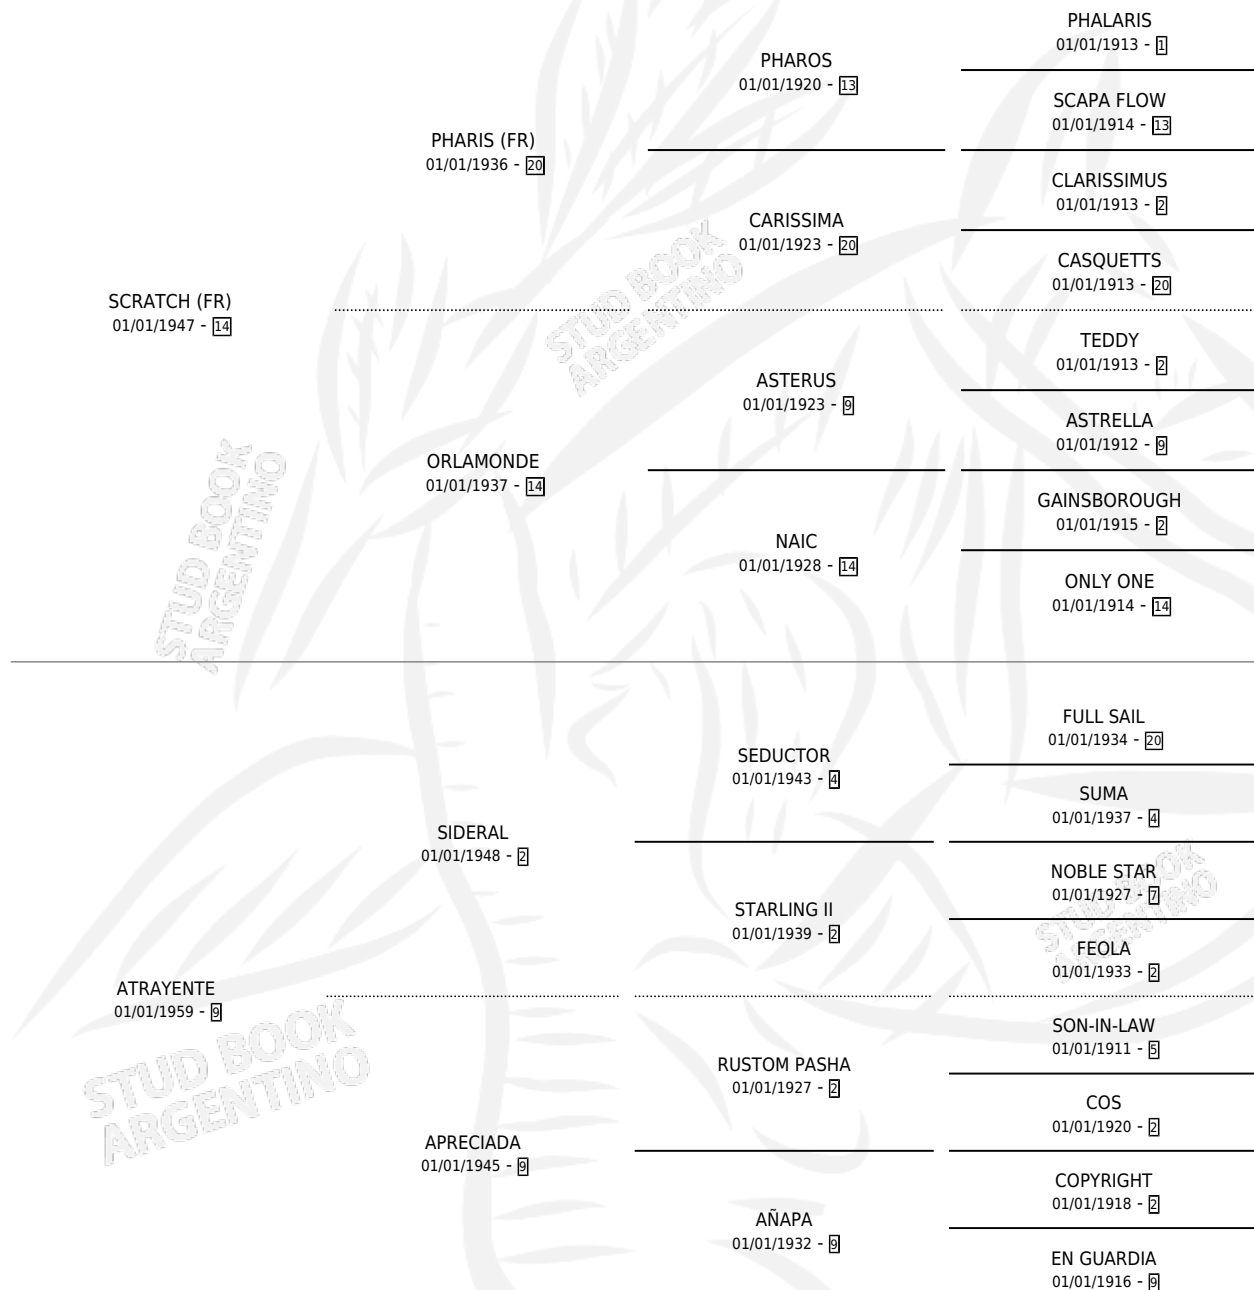 PHALARIS
01/01/1913 - 1
PHAROS
01/01/1920 - 13
SCAPA FLOW
01/01/1914 - 13
PHARIS (FR)
01/01/1936 - 20
CLARISSIMUS
01/01/1913 - 2
CARISSIMA
01/01/1923 - 20
CASQUETTS
01/01/1913 - 20
SCRATCH (FR)
01/01/1947 - 14
TEDDY
01/01/1913 - 2
ASTERUS
01/01/1923 - 9
ASTRELLA
01/01/1912 - 9
ORLAMONDE
01/01/1937 - 14
GAINSBOROUGH
01/01/1915 - 2
NAIC
01/01/1928 - 14
ONLY ONE
01/01/1914 - 14
FULL SAIL
01/01/1934 - 20
SEDUCTOR
01/01/1943 - 4
SUMA
01/01/1937 - 4
SIDERAL
01/01/1948 - 2
NOBLE STAR
01/01/1927 - 7
STARLING II
01/01/1939 - 2
FEOLA
01/01/1933 - 2
ATRAYENTE
01/01/1959 - 9
SON-IN-LAW
01/01/1911 - 5
RUSTOM PASHA
01/01/1927 - 2
COS
01/01/1920 - 2
APRECIADA
01/01/1945 - 9
COPYRIGHT
01/01/1918 - 2
AÑAPA
01/01/1932 - 9
EN GUARDIA
01/01/1916 - 9
STUD BOOK
ARGENTINO
STUD BOOK
ARGENTINO
STUD BOOK
ARGENTINO
STUD BOOK
ARGENTINO